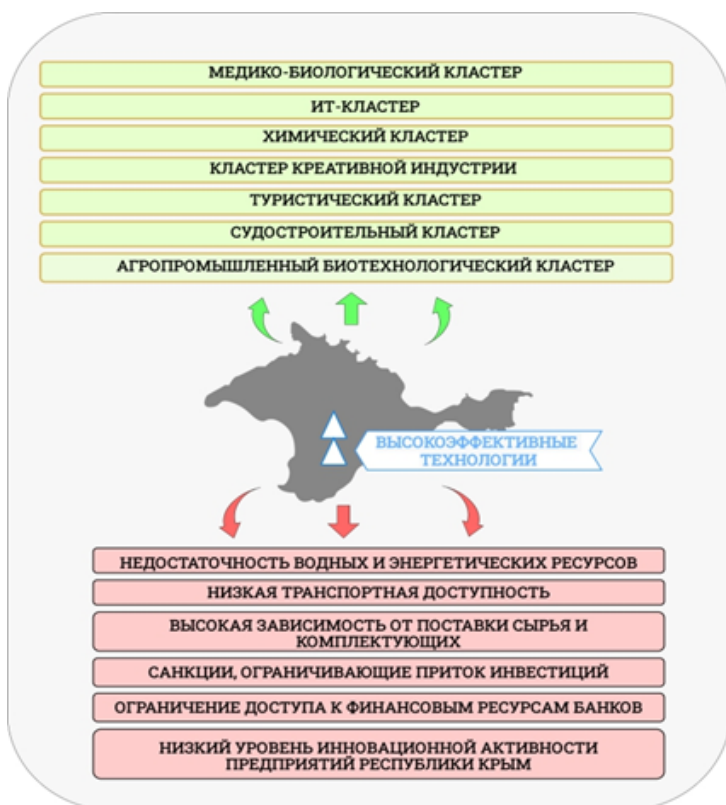 МЕДИКО-БИОЛОГИЧЕСКИЙ КЛАСТЕР
ИТ-КЛАСТЕР
ХИМИЧЕСКИЙ КЛАСТЕР
КЛАСТЕР КРЕАТИВНОЙ ИНДУСТРИИ
ТУРИСТИЧЕСКИЙ КЛАСТЕР
СУДОСТРОИТЕЛЬНЫЙ КЛАСТЕР
АГРОПРОМЫШЛЕННЫЙ БИОТЕХНОЛОГИЧЕСКИЙ КЛАСТЕР
ВЫСОКОЭФФЕКТИВНЫЕ
ТЕХНОЛОГИИ
НЕДОСТАТОЧНОСТЬ ВОДНЫХ И ЭНЕРГЕТИЧЕСКИХ РЕСУРСОВ
НИЗКАЯ ТРАНСПОРТНАЯ ДОСТУПНОСТЬ
ВЫСОКАЯ ЗАВИСИМОСТЬ ОТ ПОСТАВКИ СЫРЬЯ И
КОМПЛЕКТУЮЩИХ
САНКЦИИ, ОГРАНИЧИВАЮЩИЕ ПРИТОК ИНВЕСТИЦИЙ
ОГРАНИЧЕНИЕ ДОСТУПА К ФИНАНСОВЫМ РЕСУРСАМ БАНКОВ
НИЗКИЙ УРОВЕНЬ ИННОВАЦИОННОЙ АКТИВНОСТИ
ПРЕДПРИЯТИЙ РЕСПУБЛИКИ КРЫМ